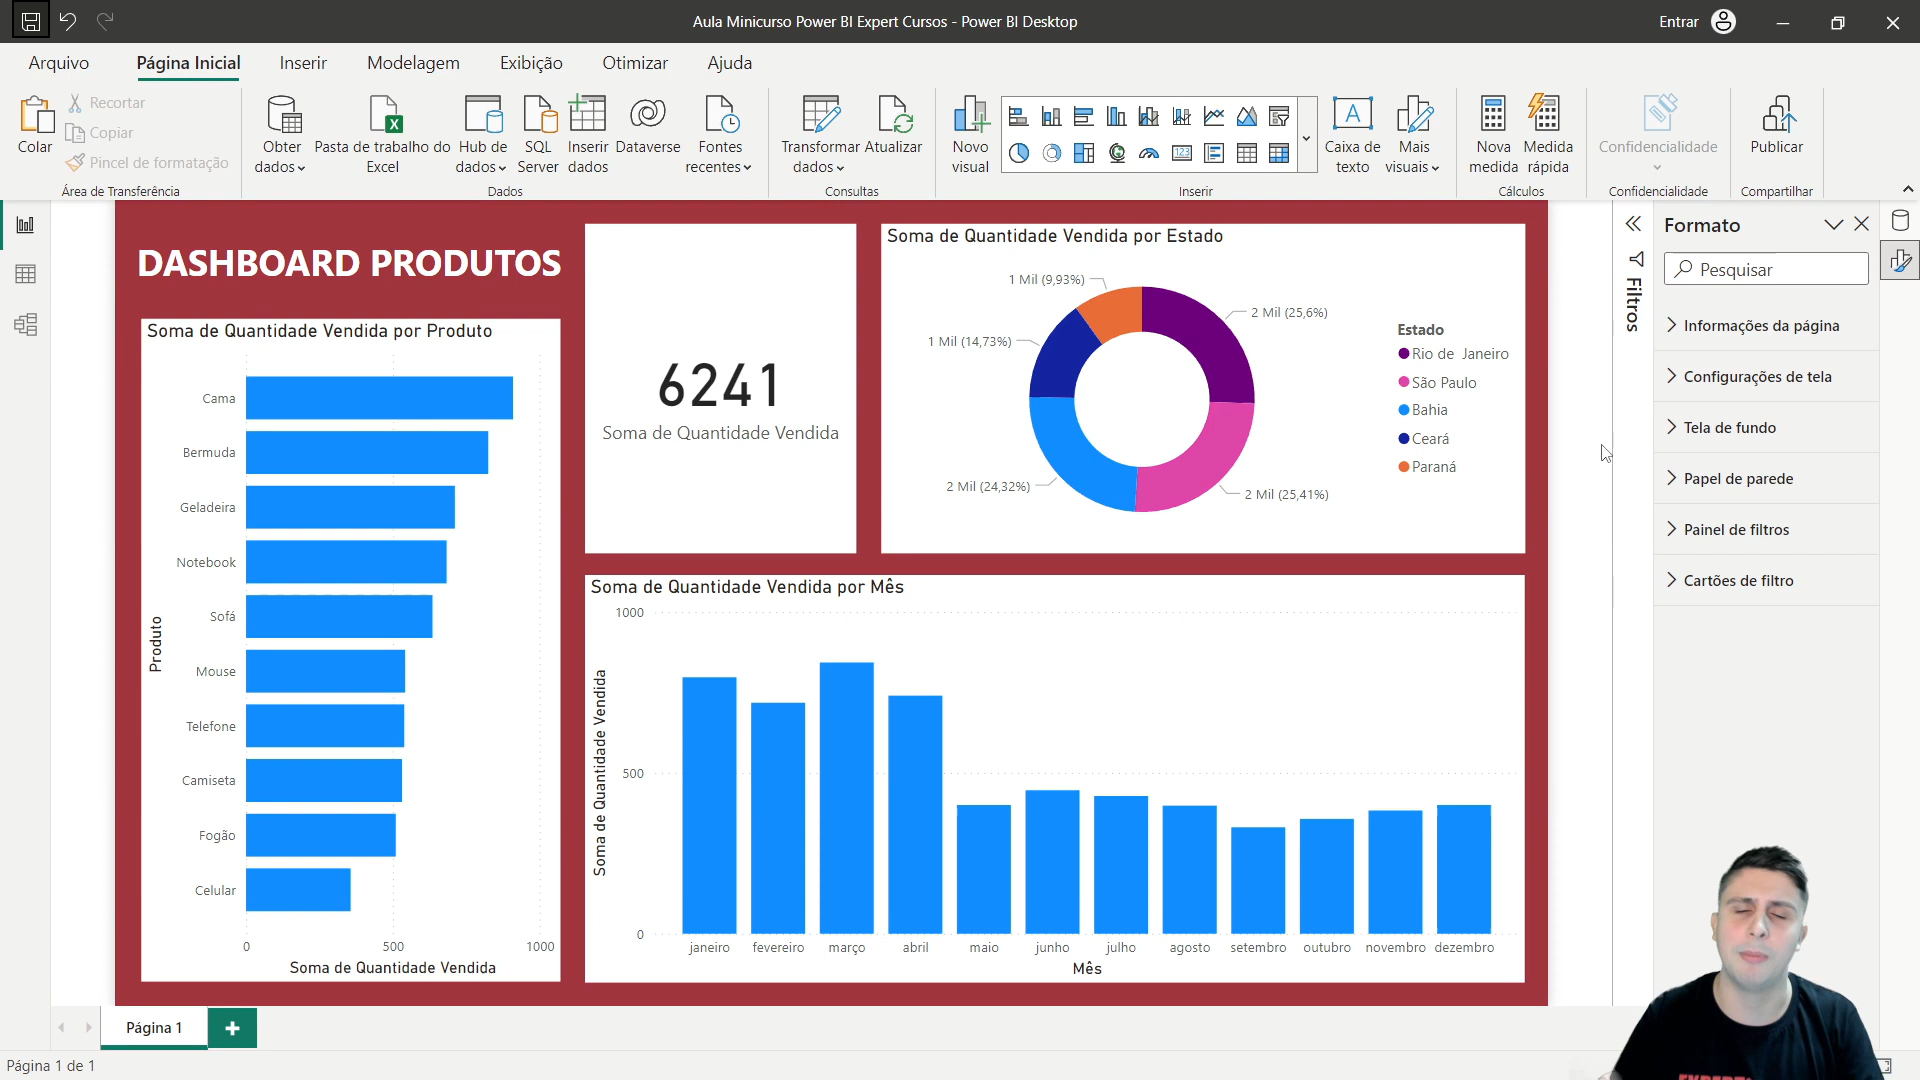 Aula Minicurso Power BI Expert Cursos - Power BI Desktop
Entrar
Arquivo
Página Inicial
Inserir
Modelagem
Exibição
Otimizar
Ajuda
Colar
Recortar
Copiar
Pincel de formatação
Área de Transferência
Obter dados
Pasta de trabalho do Excel
Hub de dados
SQL Server
Inserir dados
Dataverse
Fontes recentes
Dados
Transformar dados
Atualizar
Consultas
Novo visual
123
A
Caixa de texto
Mais visuais
Inserir
Nova medida
Medida rápida
Cálculos
Confidencialidade
Confidencialidade
Publicar
Compartilhar
DASHBOARD PRODUTOS
Soma de Quantidade Vendida por Produto
Produto
Cama
Bermuda
Geladeira
Notebook
Sofá
Mouse
Telefone
Camiseta
Fogão
Celular
0
500
1000
Soma de Quantidade Vendida
6241
Soma de Quantidade Vendida
Soma de Quantidade Vendida por Estado
1 Mil (9,93%)
2 Mil (25,6%)
1 Mil (14,73%)
2 Mil (24,32%)
2 Mil (25,41%)
Estado
Rio de Janeiro
São Paulo
Bahia
Ceará
Paraná
Soma de Quantidade Vendida por Mês
Soma de Quantidade Vendida
1000
500
0
janeiro
fevereiro
março
abril
maio
junho
julho
agosto
setembro
outubro
novembro
dezembro
Mês
Filtros
Formato
Pesquisar
Informações da página
Configurações de tela
Tela de fundo
Papel de parede
Painel de filtros
Cartões de filtro
Página 1
Página 1 de 1